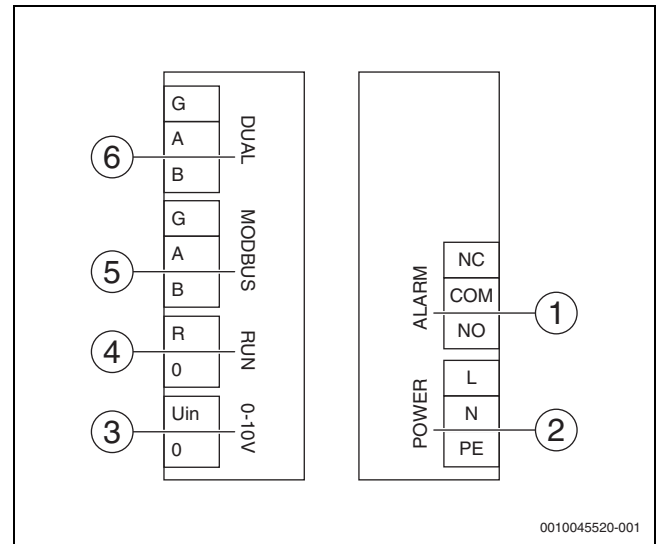 G
A
B
DUAL
6
G
A
B
MODBUS
5
R
0
RUN
4
Uin
0
0-10V
3
NC
COM
NO
ALARM
1
L
N
PE
POWER
2
0010045520-001